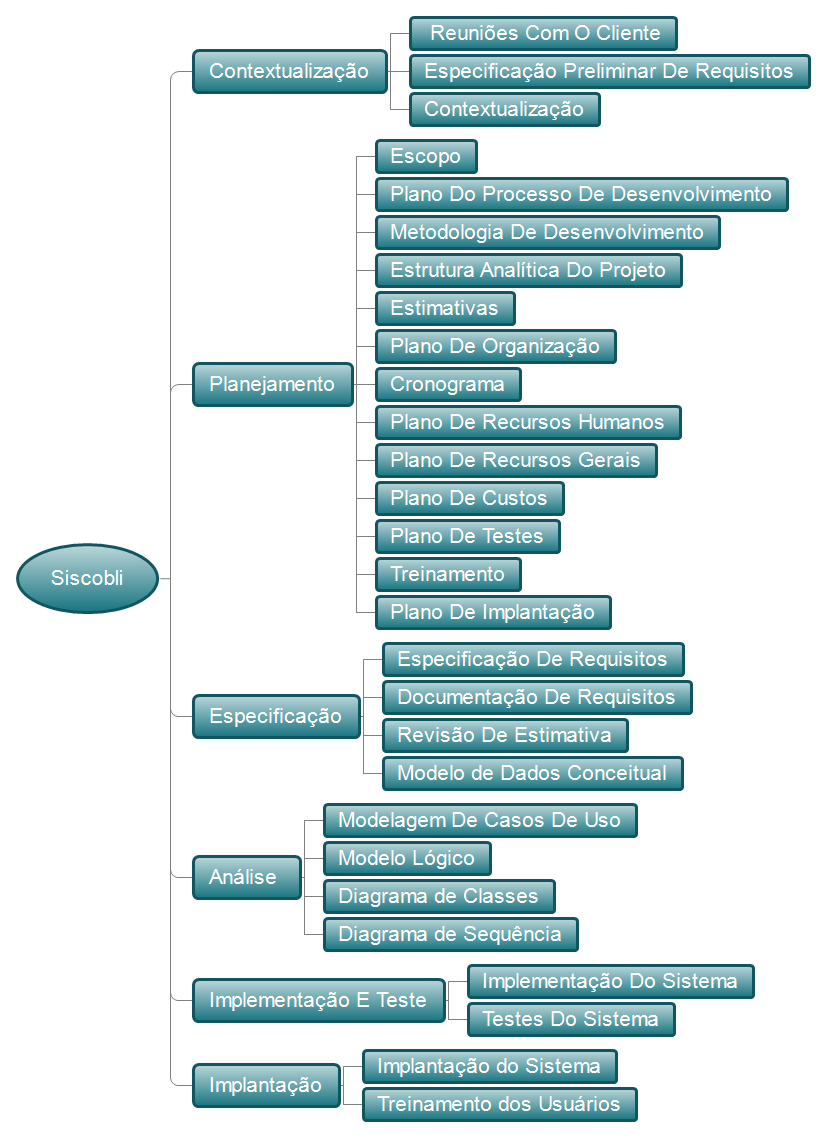 Siscobli
Contextualização
Reuniões Com O Cliente
Especificação Preliminar De Requisitos
Contextualização
Planejamento
Escopo
Plano Do Processo De Desenvolvimento
Metodologia De Desenvolvimento
Estrutura Analítica Do Projeto
Estimativas
Plano De Organização
Cronograma
Plano De Recursos Humanos
Plano De Recursos Gerais
Plano De Custos
Plano De Testes
Treinamento
Plano De Implantação
Especificação
Especificação De Requisitos
Documentação De Requisitos
Revisão De Estimativa
Modelo de Dados Conceitual
Análise
Modelagem De Casos De Uso
Modelo Lógico
Diagrama de Classes
Diagrama de Sequência
Implementação E Teste
Implementação Do Sistema
Testes Do Sistema
Implantação
Implantação do Sistema
Treinamento dos Usuários